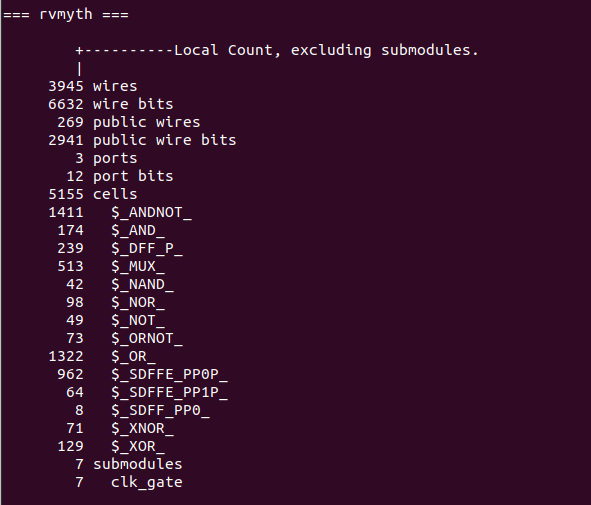 === rvmyth ===
+----------Local Count, excluding submodules.
|
3945 wires
6632 wire bits
269 public wires
2941 public wire bits
3 ports
12 port bits
5155 cells
1411 $_ANDNOT_
174 $_AND_
239 $_DFF_P_
513 $_MUX_
42 $_NAND_
98 $_NOR_
49 $_NOT_
73 $_ORNOT_
1322 $_OR_
962 $_SDFFE_PP0P_
64 $_SDFFE_PP1P_
8 $_SDFF_PP0_
71 $_XNOR_
129 $_XOR_
7 submodules
7 clk_gate